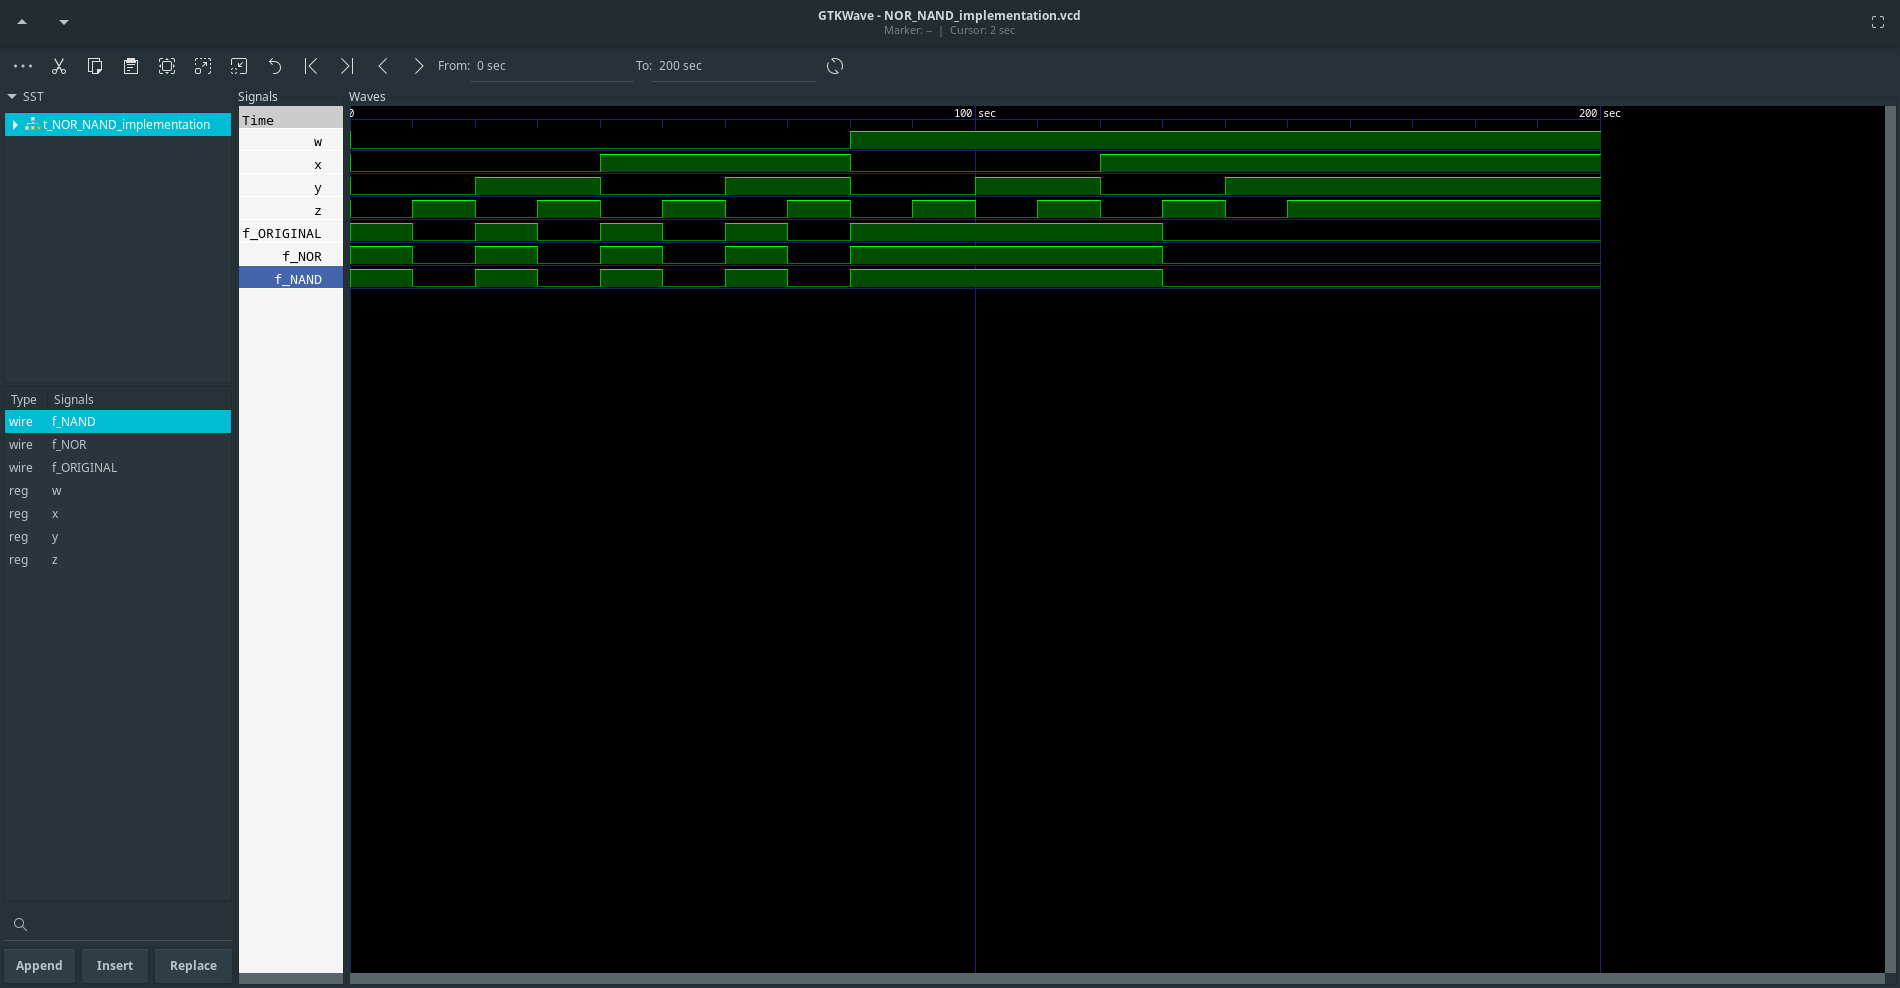 GTKWave - NOR_NAND_implementation.vcd
Marker: -- | Cursor: 2 sec
From: 0 sec To: 200 sec
SST
Signals
Waves
t_NOR_NAND_implementation
Time
w
x
y
z
f_ORIGINAL
f_NOR
f_NAND
0 100 sec 200 sec
Type Signals
wire f_NAND
wire f_NOR
wire f_ORIGINAL
reg w
reg x
reg y
reg z
Append Insert Replace